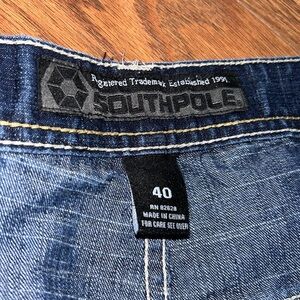 Registered Trademark Established 1991
SOUTHPOLE
40
RN 82628
MADE IN CHINA
FOR CARE SEE OVER